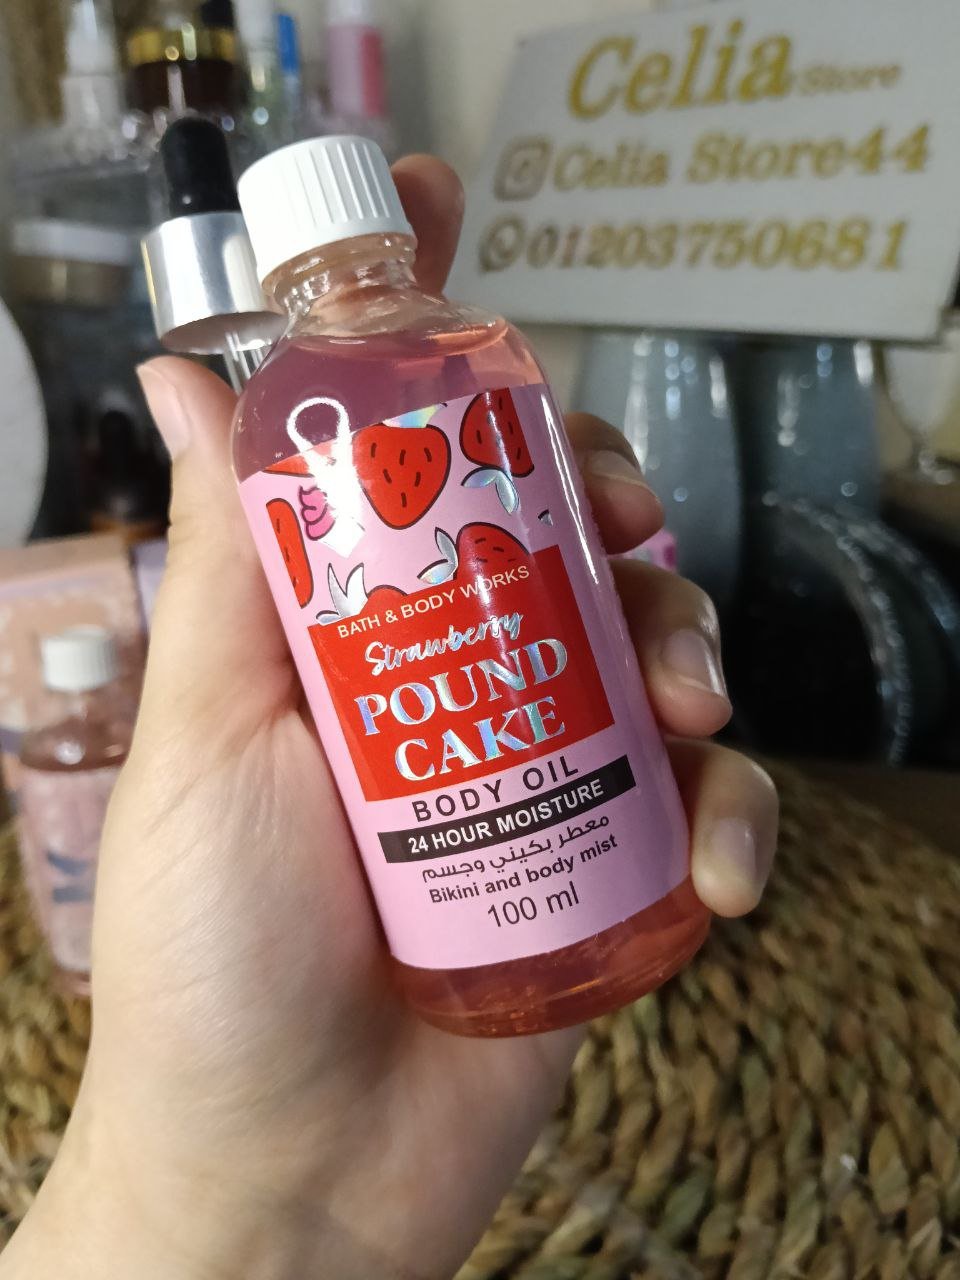 Celia Store
Celia Store44
01203750681
BATH & BODY WORKS
Strawberry
POUND
CAKE
BODY OIL
24 HOUR MOISTURE
معطر بكيني وجسم
Bikini and body mist
100 ml